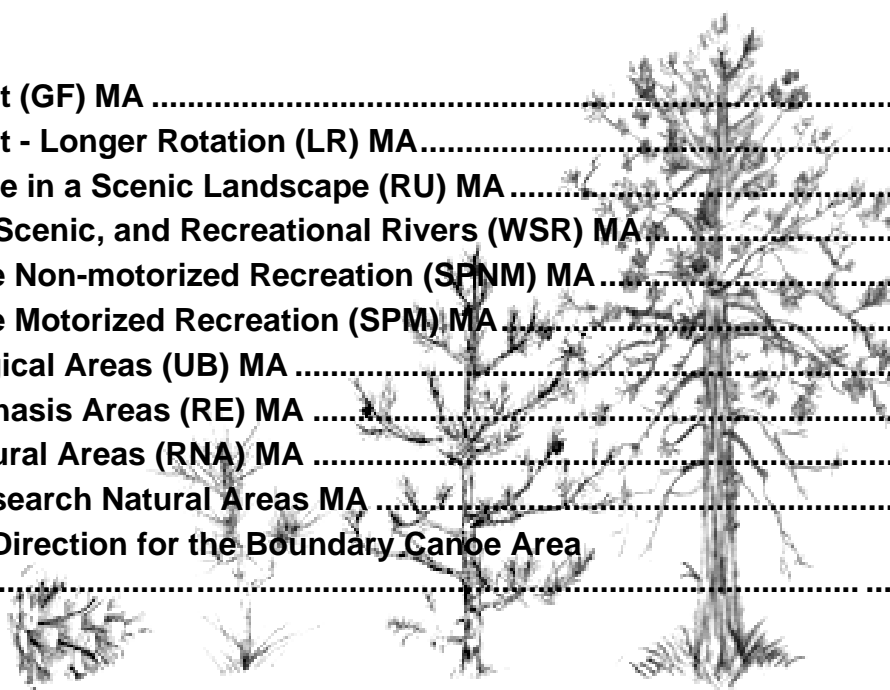 t (GF) MA ....................................................................................
t - Longer Rotation (LR) MA.....................................................
e in a Scenic Landscape (RU) MA...........................................
Scenic, and Recreational Rivers (WSR) MA............................
e Non-motorized Recreation (SPNM) MA.................................
e Motorized Recreation (SPM) MA ............................................
gical Areas (UB) MA ...................................................................
hasis Areas (RE) MA .................................................................
ural Areas (RNA) MA .................................................................
search Natural Areas MA ..........................................................
Direction for the Boundary Canoe Area
................................................................................................ ...